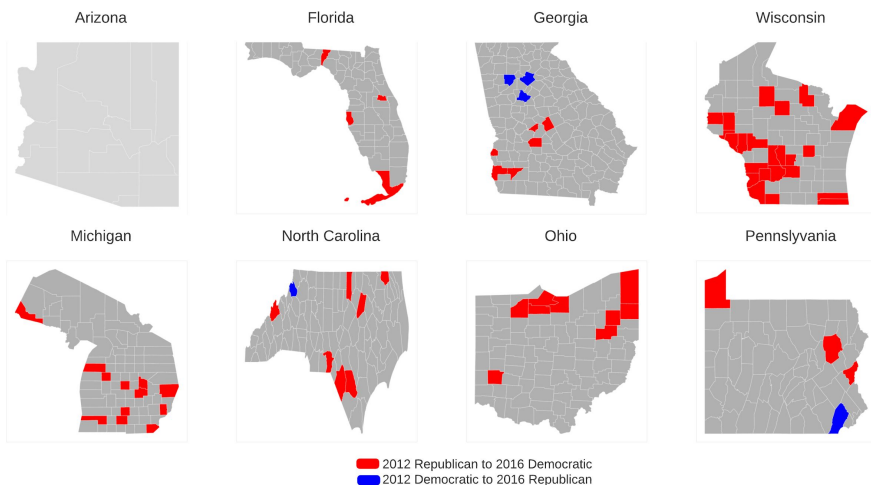 Arizona
Florida
Georgia
Wisconsin
Michigan
North Carolina
Ohio
Pennslyvania
2012 Republican to 2016 Democratic
2012 Democratic to 2016 Republican